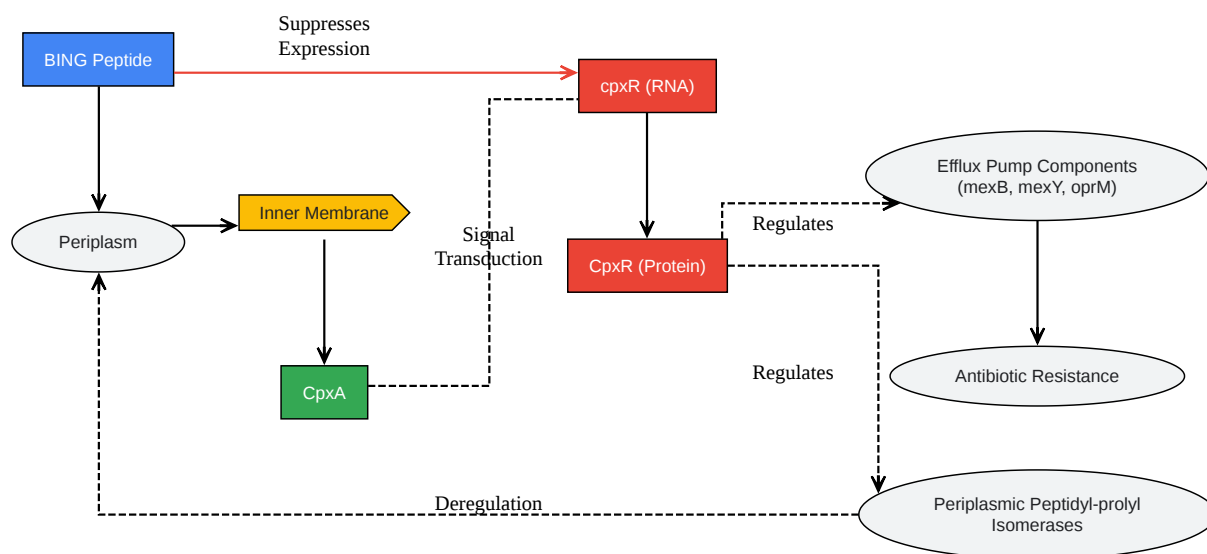 Suppresses
Expression
BING Peptide
cpxR (RNA)
Efflux Pump Components
(mexB, mexY, oprM)
Inner Membrane
Periplasm
Signal
Transduction
Regulates
CpxR (Protein)
CpxA
Regulates
Antibiotic Resistance
Deregulation
Periplasmic Peptidyl-prolyl
Isomerases